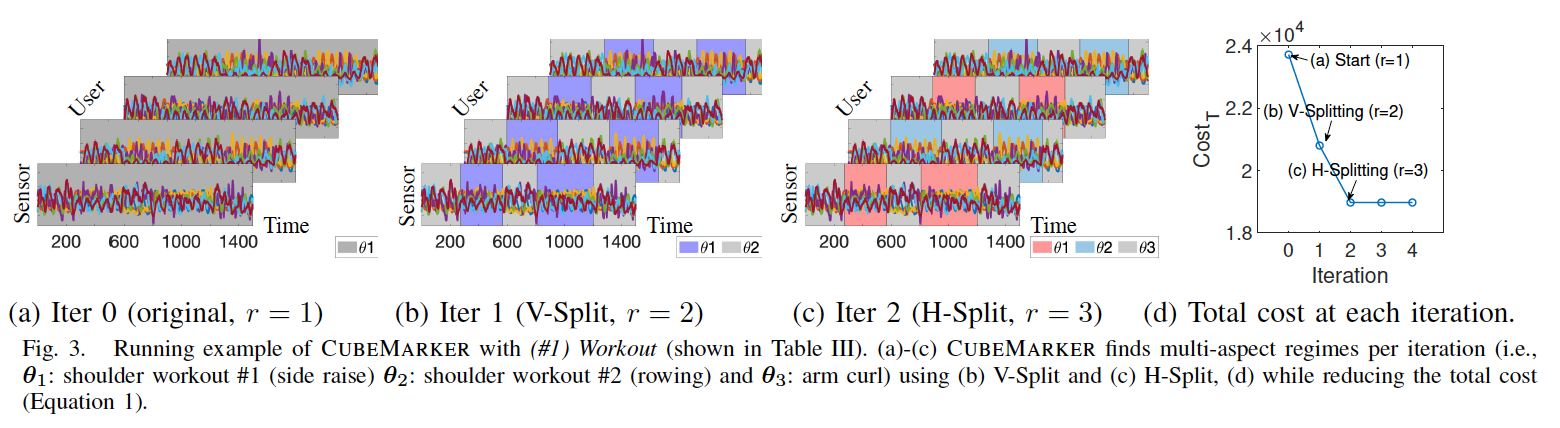 User
Sensor
Time
200 600 1000 1400
θ1
User
Sensor
Time
200 600 1000 1400
θ1 θ2
User
Sensor
Time
200 600 1000 1400
θ1 θ2 θ3
×10⁴
2.4
2.2
2
1.8
Cost_T
(a) Start (r=1)
(b) V-Splitting (r=2)
(c) H-Splitting (r=3)
0 1 2 3 4
Iteration
(a) Iter 0 (original, r = 1)
(b) Iter 1 (V-Split, r = 2)
(c) Iter 2 (H-Split, r = 3)
(d) Total cost at each iteration.
Fig. 3. Running example of CUBEMARKER with (#1) Workout (shown in Table III). (a)-(c) CUBEMARKER finds multi-aspect regimes per iteration (i.e.,
θ1: shoulder workout #1 (side raise) θ2: shoulder workout #2 (rowing) and θ3: arm curl) using (b) V-Split and (c) H-Split, (d) while reducing the total cost
(Equation 1).